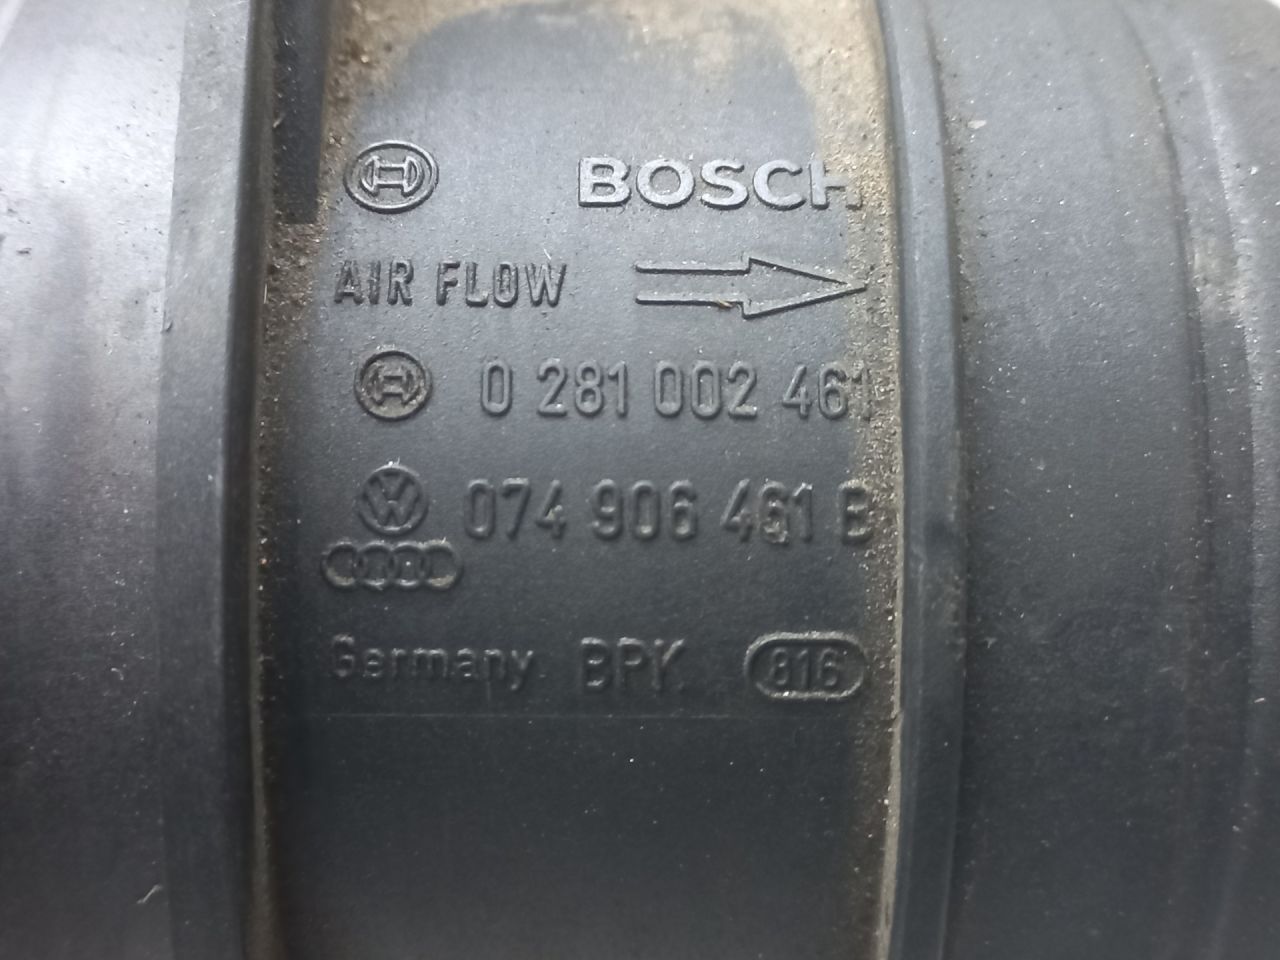 BOSCH
AIR FLOW
0 281 002 461
074 906 461 B
Germany BPK. 816